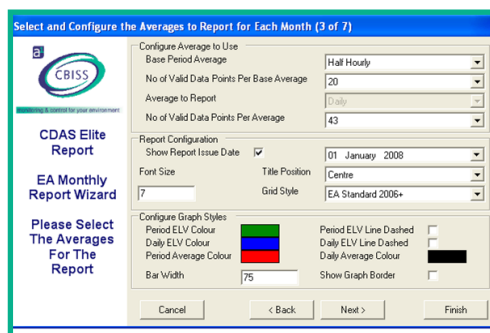 Select and Configure the Averages to Report for Each Month (3 of 7)
a
CBISS
monitoring & control for your environment
CDAS Elite
Report
EA Monthly
Report Wizard
Please Select
The Averages
For The
Report
Configure Average to Use
Base Period Average
Half Hourly
No of Valid Data Points Per Base Average
20
Average to Report
Daily
No of Valid Data Points Per Average
43
Report Configuration
Show Report Issue Date
01 January 2008
Font Size
Title Position
Centre
7
Grid Style
EA Standard 2006+
Configure Graph Styles
Period ELV Colour
Period ELV Line Dashed
Daily ELV Colour
Daily ELV Line Dashed
Period Average Colour
Daily Average Colour
Bar Width
75
Show Graph Border
Cancel
< Back
Next >
Finish